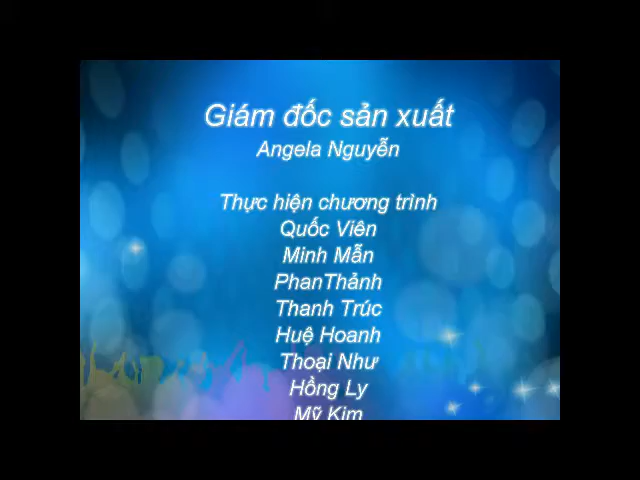 Giám đốc sản xuất
Angela Nguyễn
Thực hiện chương trình
Quốc Viên
Minh Mẫn
PhanThảnh
Thanh Trúc
Huệ Hoanh
Thoại Như
Hồng Ly
Mỹ Kim